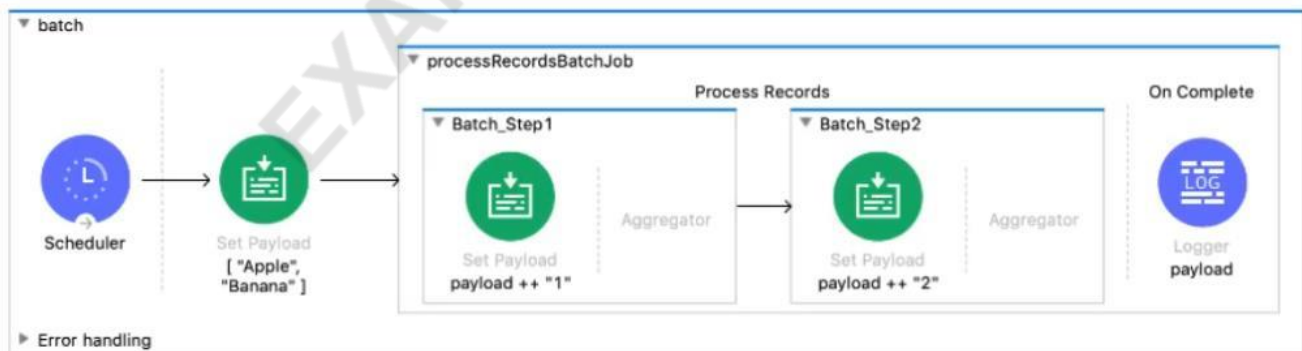 batch
processRecordsBatchJob
Process Records
On Complete
Batch_Step1
Batch_Step2
LOG
Aggregator
Aggregator
Scheduler
Set Payload
[ "Apple",
"Banana" ]
Set Payload
payload ++ "1"
Set Payload
payload ++ "2"
Logger
payload
Error handling